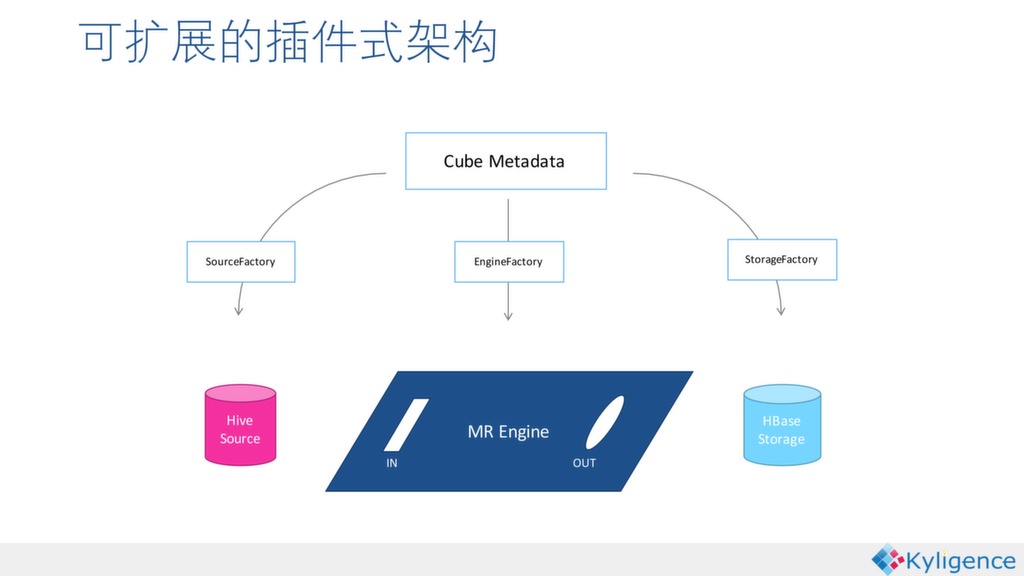 可扩展的插件式架构
Cube Metadata
SourceFactory
EngineFactory
StorageFactory
Hive
Source
MR Engine
IN
OUT
HBase
Storage
Kyligence